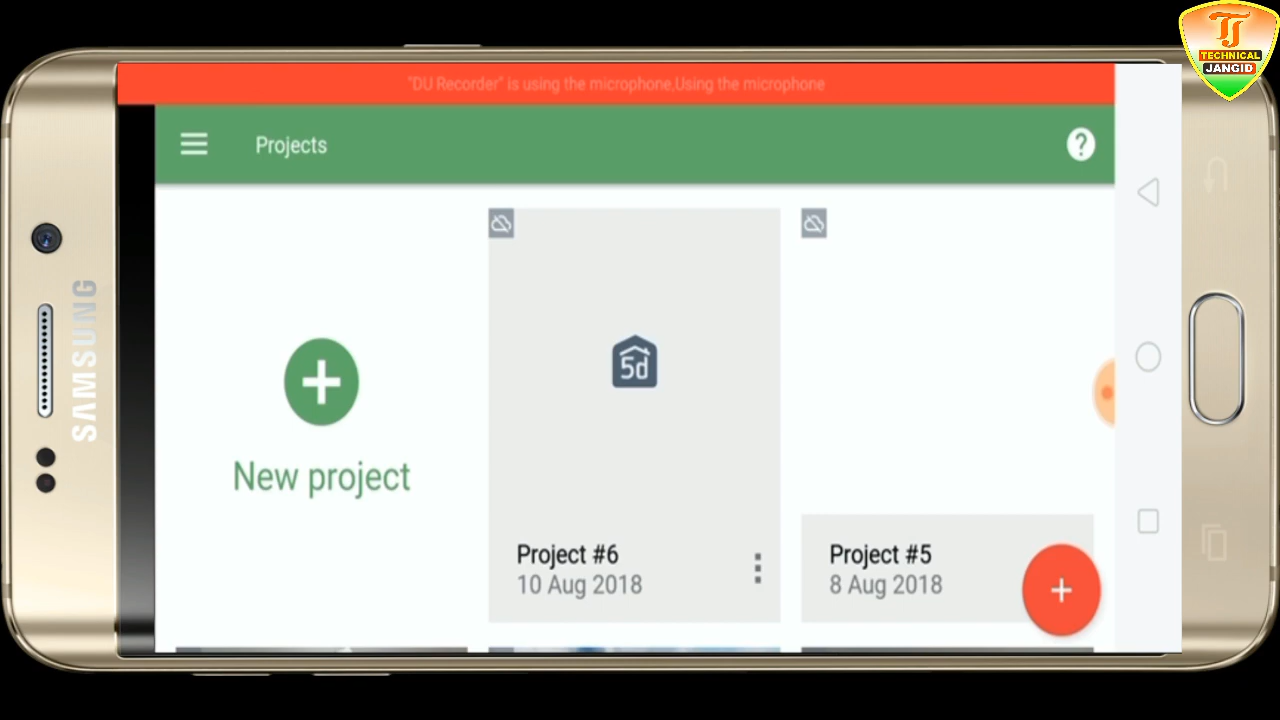 TJ
TECHNICAL
JANGID
"DU Recorder" is using the microphone,Using the microphone
Projects
?
SAMSUNG
5d
New project
Project #6
10 Aug 2018
Project #5
8 Aug 2018